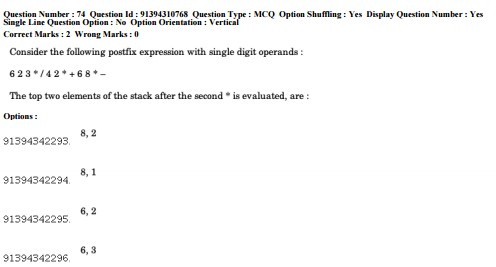 Question Number : 74 Question Id : 91394310768 Question Type : MCQ Option Shuffling : Yes Display Question Number : Yes
Single Line Question Option : No Option Orientation : Vertical
Correct Marks : 2 Wrong Marks : 0
Consider the following postfix expression with single digit operands :
6 2 3 * / 4 2 * + 6 8 * –
The top two elements of the stack after the second * is evaluated, are :
Options :
8, 2
91394342293.
8, 1
91394342294.
6, 2
91394342295.
6, 3
91394342296.